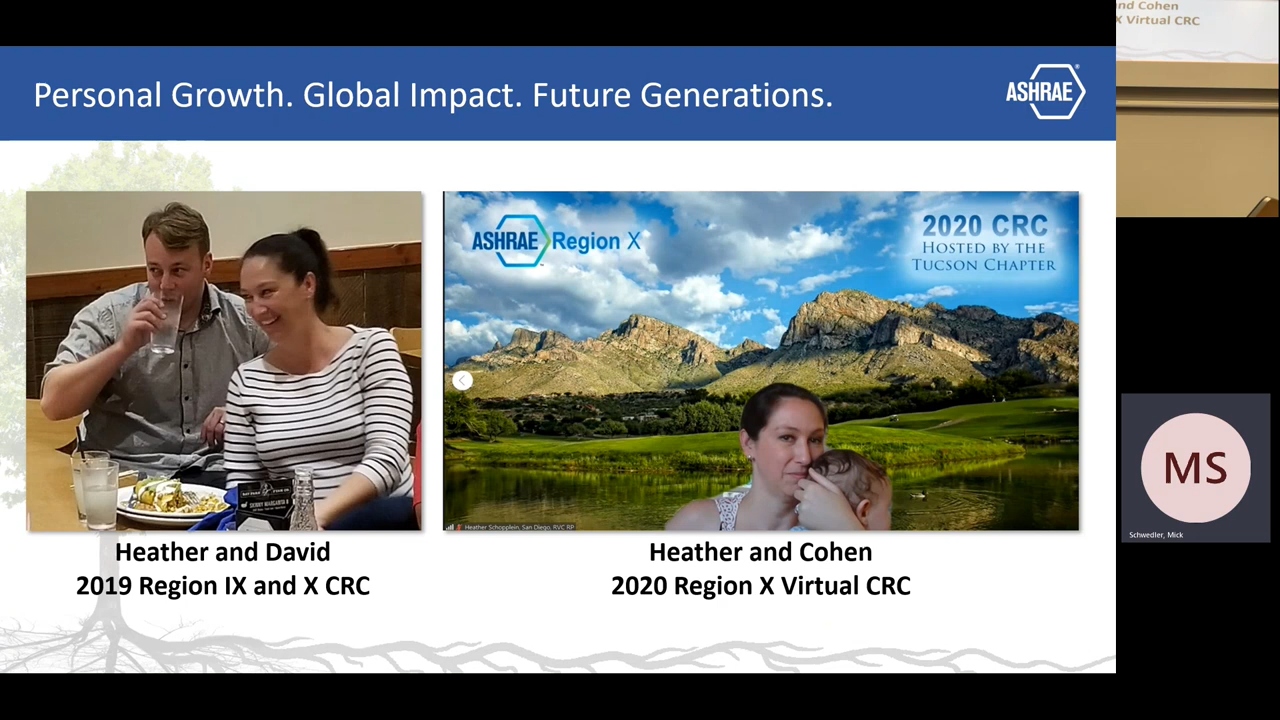 Personal Growth. Global Impact. Future Generations.
ASHRAE
ASHRAE Region X
2020 CRC
HOSTED BY THE
TUCSON CHAPTER
Heather Schopplein, San Diego, RVC RP
Heather and David
2019 Region IX and X CRC
Heather and Cohen
2020 Region X Virtual CRC
nd Cohen
X Virtual CRC
MS
Schwedler, Mick